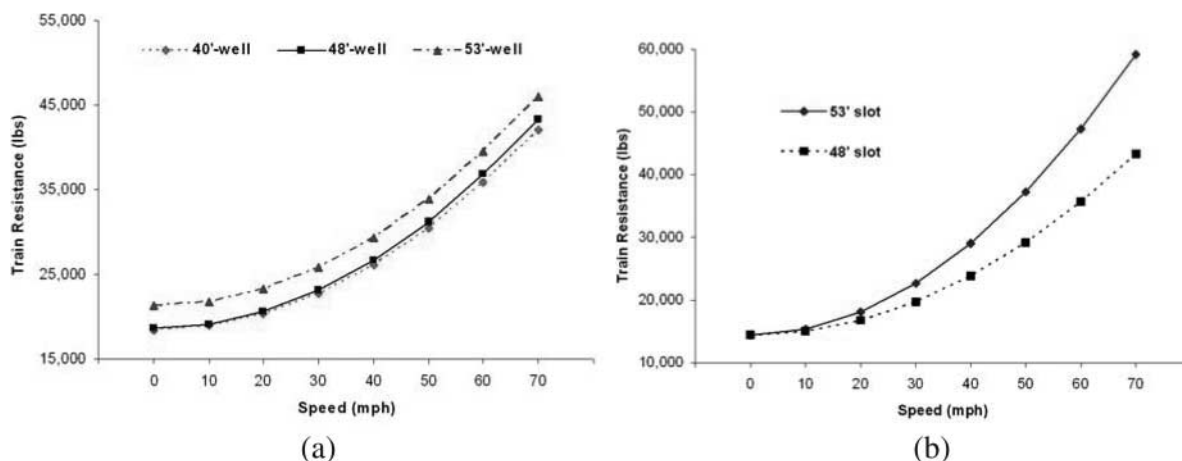 55,000
45,000
35,000
25,000
15,000
Train Resistance (lbs)
40'-well 48'-well 53'-well
0 10 20 30 40 50 60 70
Speed (mph)
(a)
60,000
50,000
40,000
30,000
20,000
10,000
Train Resistance (lbs)
53' slot
48' slot
0 10 20 30 40 50 60 70
Speed (mph)
(b)